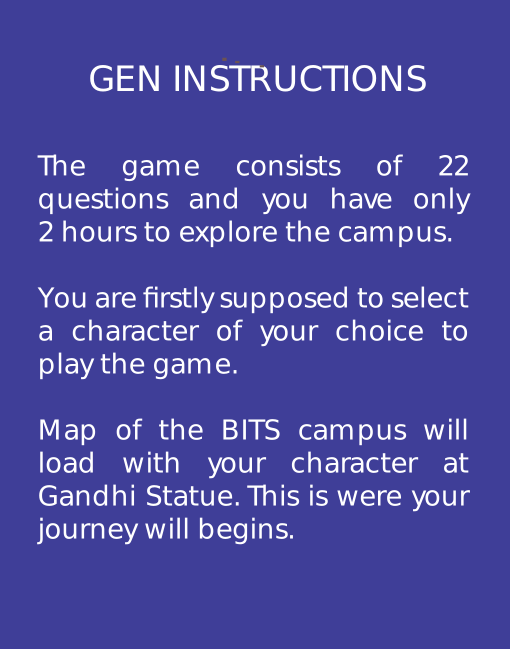 GEN INSTRUCTIONS
The game consists of 22
questions and you have only
2 hours to explore the campus.
You are firstly supposed to select
a character of your choice to
play the game.
Map of the BITS campus will
load with your character at
Gandhi Statue. This is were your
journey will begins.